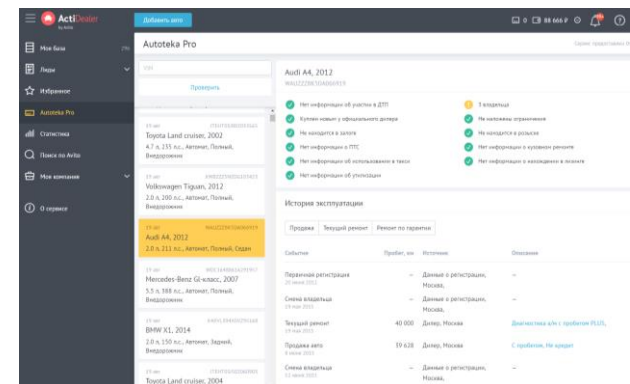 ActiDealer
by Avito
Добавить авто
0
88 666 ₽
Моя база
Лиды
Избранное
Autoteka Pro
Статистика
Поиск по Avito
Моя компания
О сервисе
Autoteka Pro
Проверить
Toyota Land cruiser, 2002
4.7 л, 235 л.с., Автомат, Полный,
Внедорожник
Volkswagen Tiguan, 2012
2.0 л, 200 л.с., Автомат, Полный,
Внедорожник
Audi A4, 2012
2.0 л, 211 л.с., Автомат, Полный, Седан
Mercedes-Benz Gl-класс, 2007
5.5 л, 388 л.с., Автомат, Полный,
Внедорожник
BMW X1, 2014
2.0 л, 150 л.с., Автомат, Задний,
Внедорожник
Toyota Land cruiser, 2004
Audi A4, 2012
Нет информации об участии в ДТП
Куплен новым у официального дилера
Не находится в залоге
Нет информации о ПТС
Нет информации об использовании в такси
Нет информации об утилизации
3 владельца
Не наложены ограничения
Не находится в розыске
Нет информации о кузовном ремонте
Нет информации о нахождении в лизинге
История эксплуатации
Продажа Текущий ремонт Ремонт по гарантии
События Пробег, км Источник Описание
Первичная регистрация – Данные о регистрации, –
Москва,
Смена владельца – Данные о регистрации, –
Москва,
Текущий ремонт 40 000 Дилер, Москва Диагностика а/м с пробегом PLUS,
Продажа авто 39 628 Дилер, Москва С пробегом, Не кредит
Смена владельца – Данные о регистрации, –
Москва,